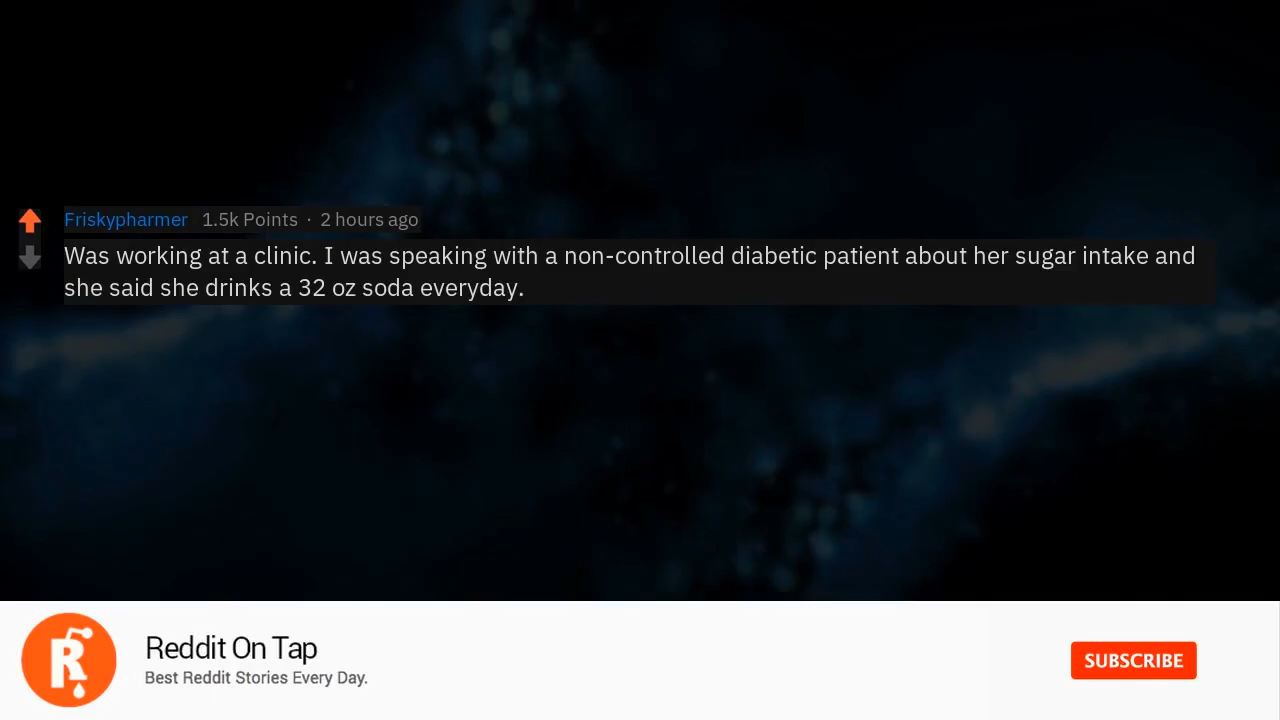 Friskypharmer 1.5k Points · 2 hours ago
Was working at a clinic. I was speaking with a non-controlled diabetic patient about her sugar intake and
she said she drinks a 32 oz soda everyday.
R
Reddit On Tap
Best Reddit Stories Every Day.
SUBSCRIBE